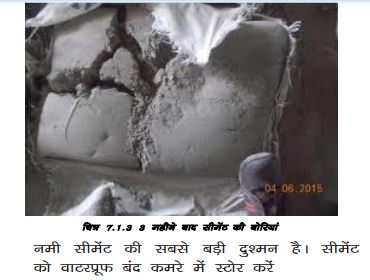 04 06 2015
चित्र 7.1.3 3 महीने बाद सीमेंट की बोरियां
नमी सीमेंट की सबसे बड़ी दुश्मन है। सीमेंट
को वाटरप्रूफ बंद कमरे में स्टोर करें